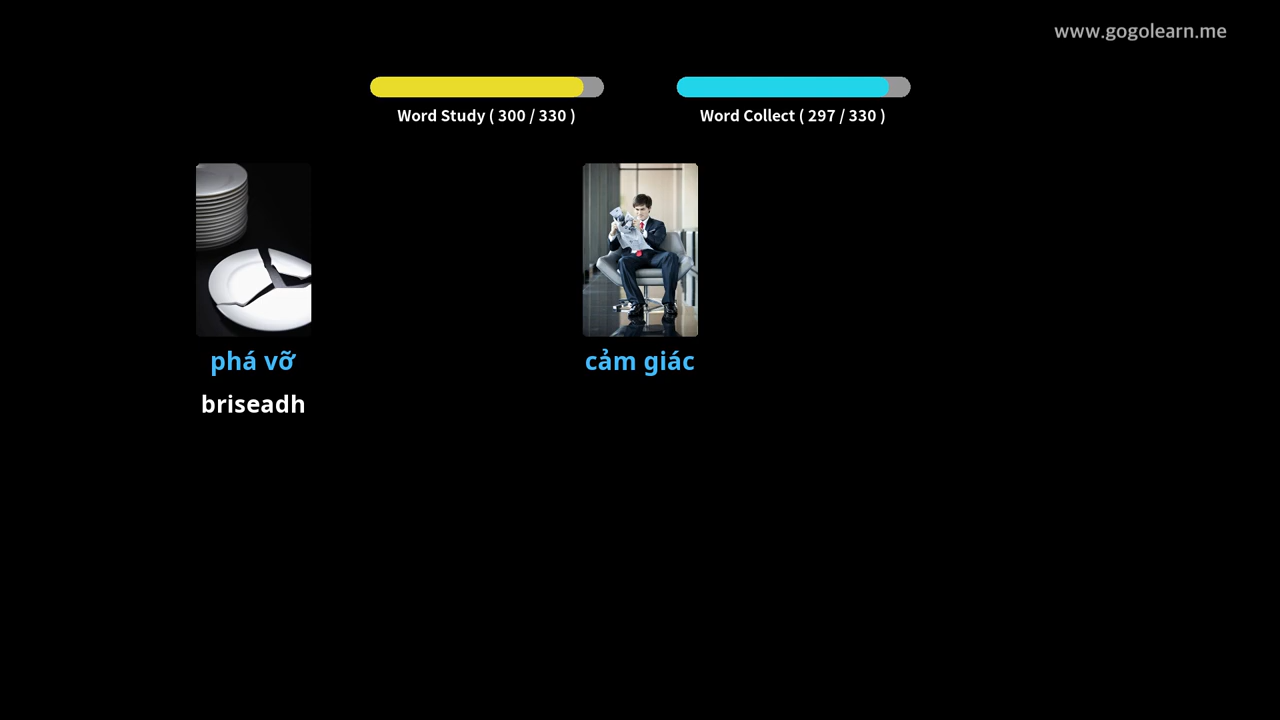 www.gogolearn.me
Word Study ( 300 / 330 )
Word Collect ( 297 / 330 )
phá vỡ
cảm giác
briseadh